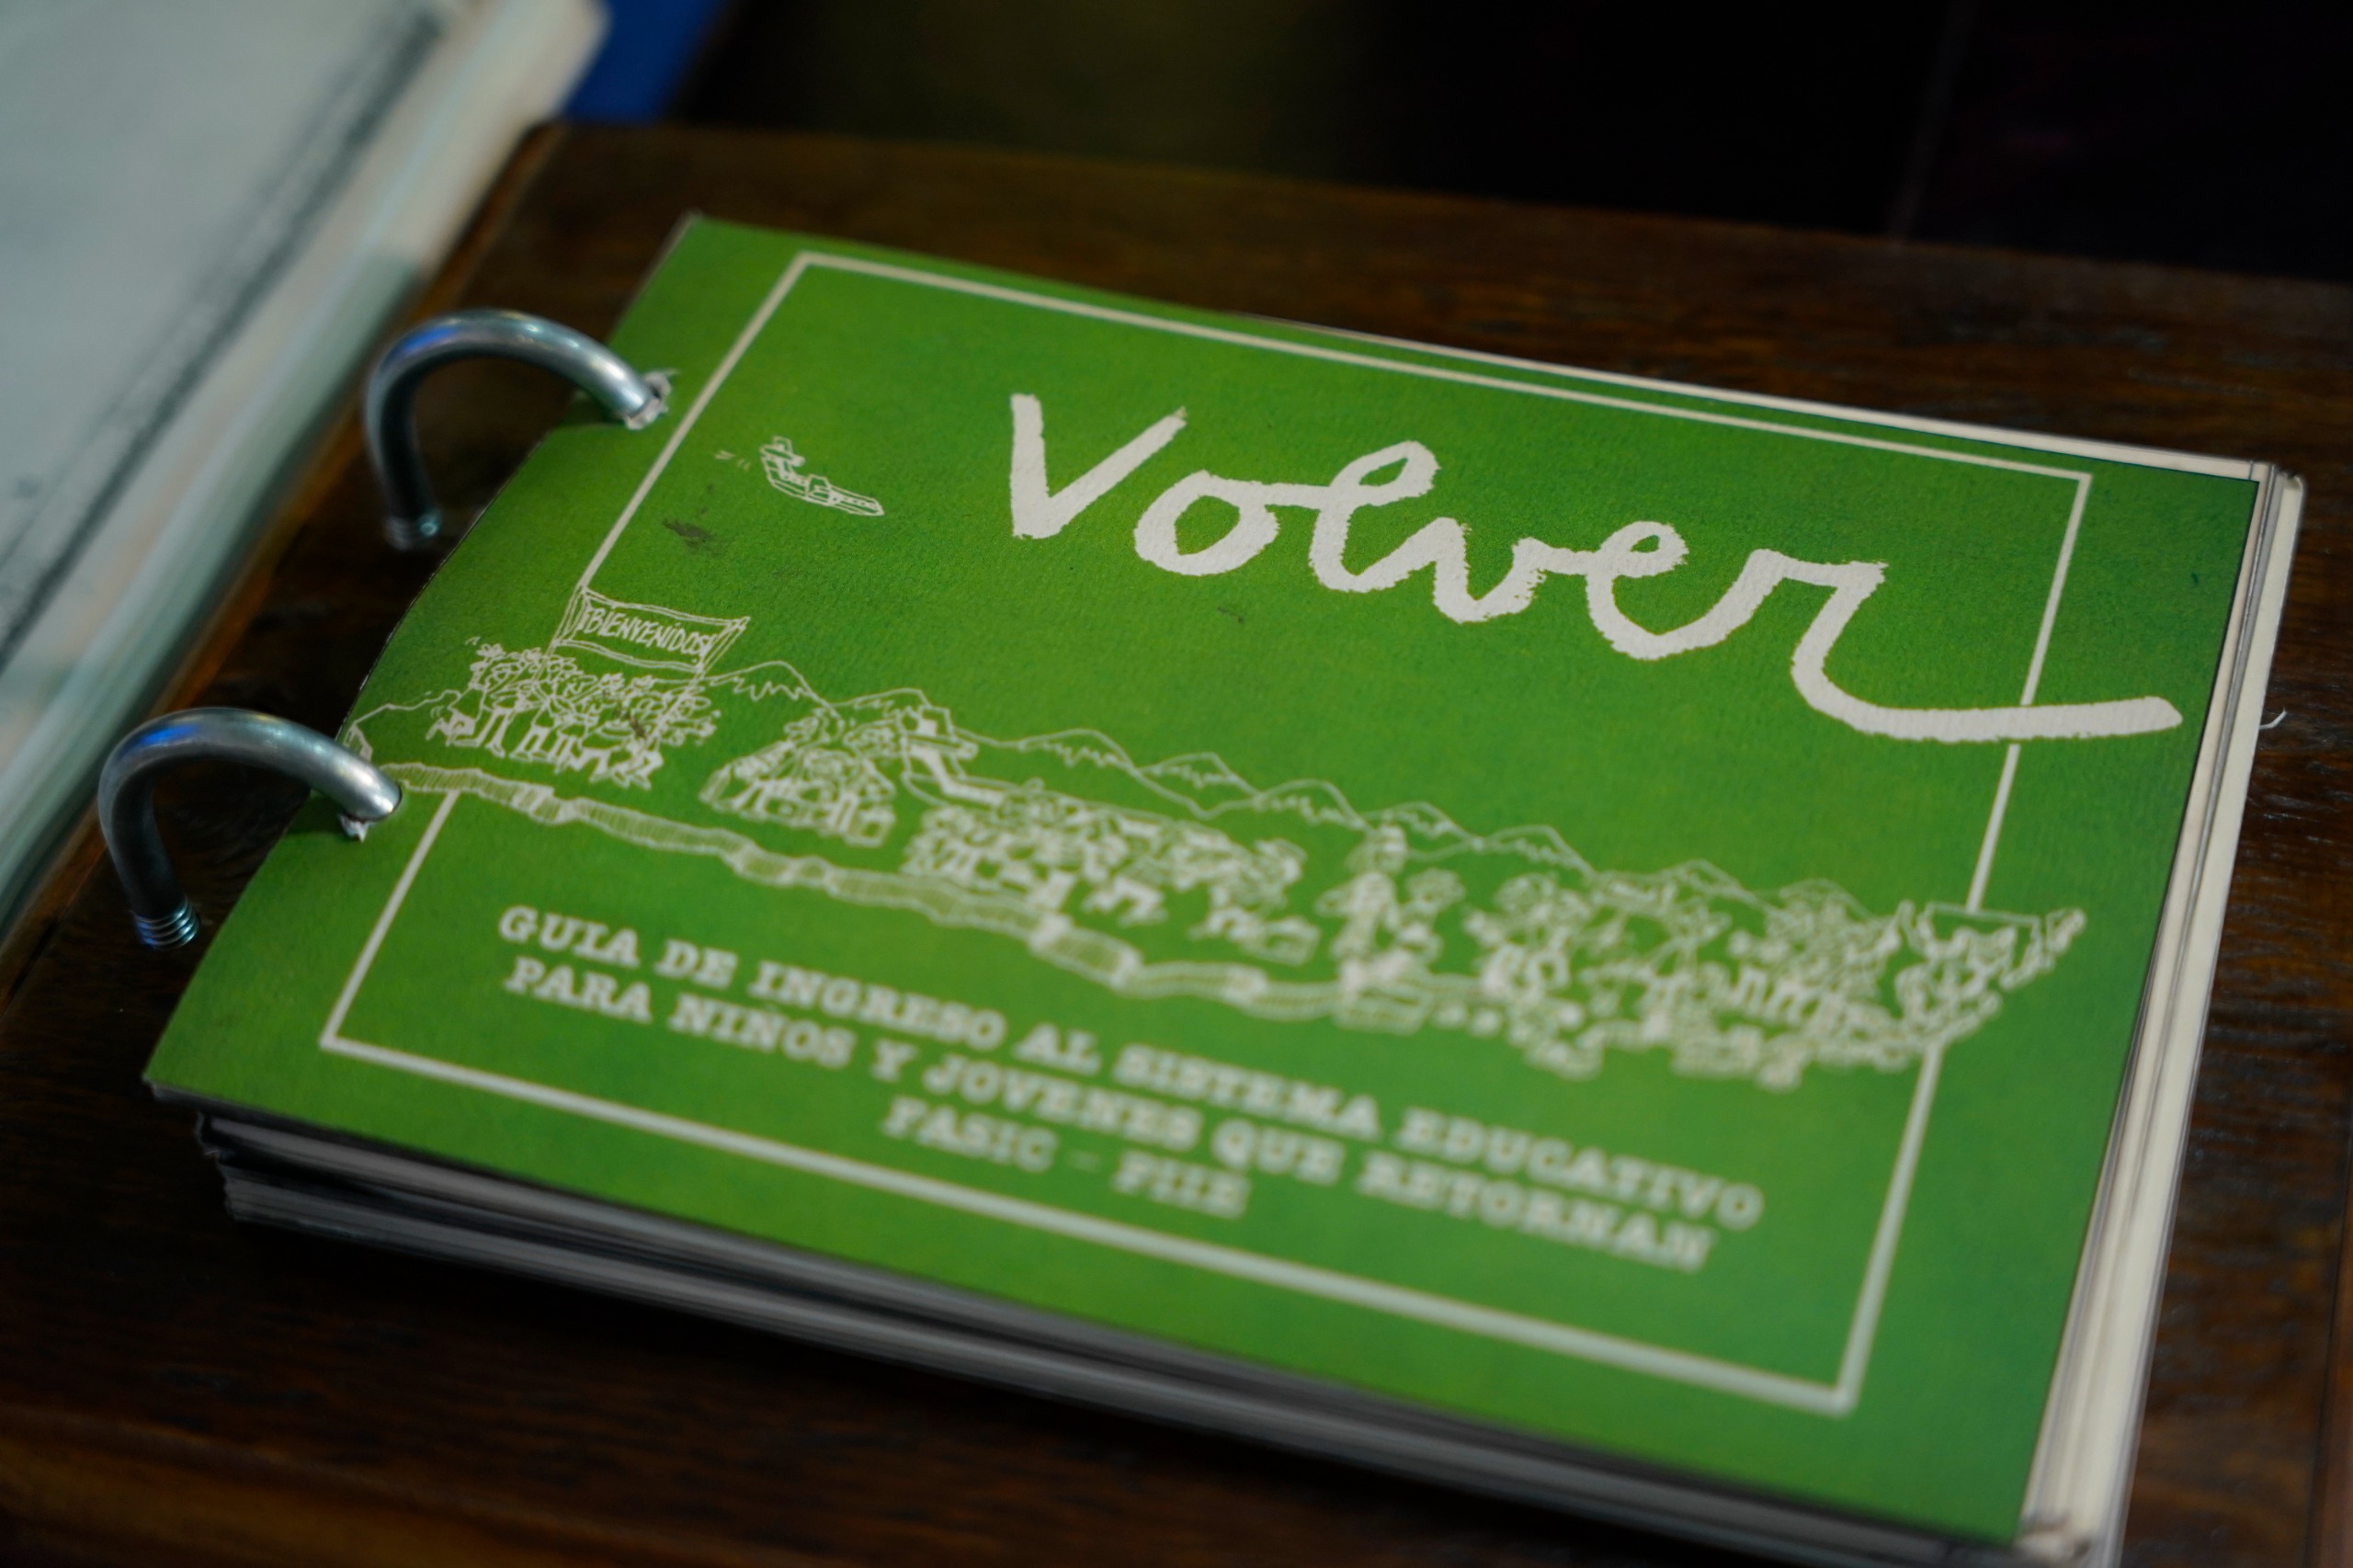 Volver
¡BIENVENIDOS!
GUIA DE INGRESO AL SISTEMA EDUCATIVO
PARA NIÑOS Y JOVENES QUE RETORNAN
FASIC - PIIE